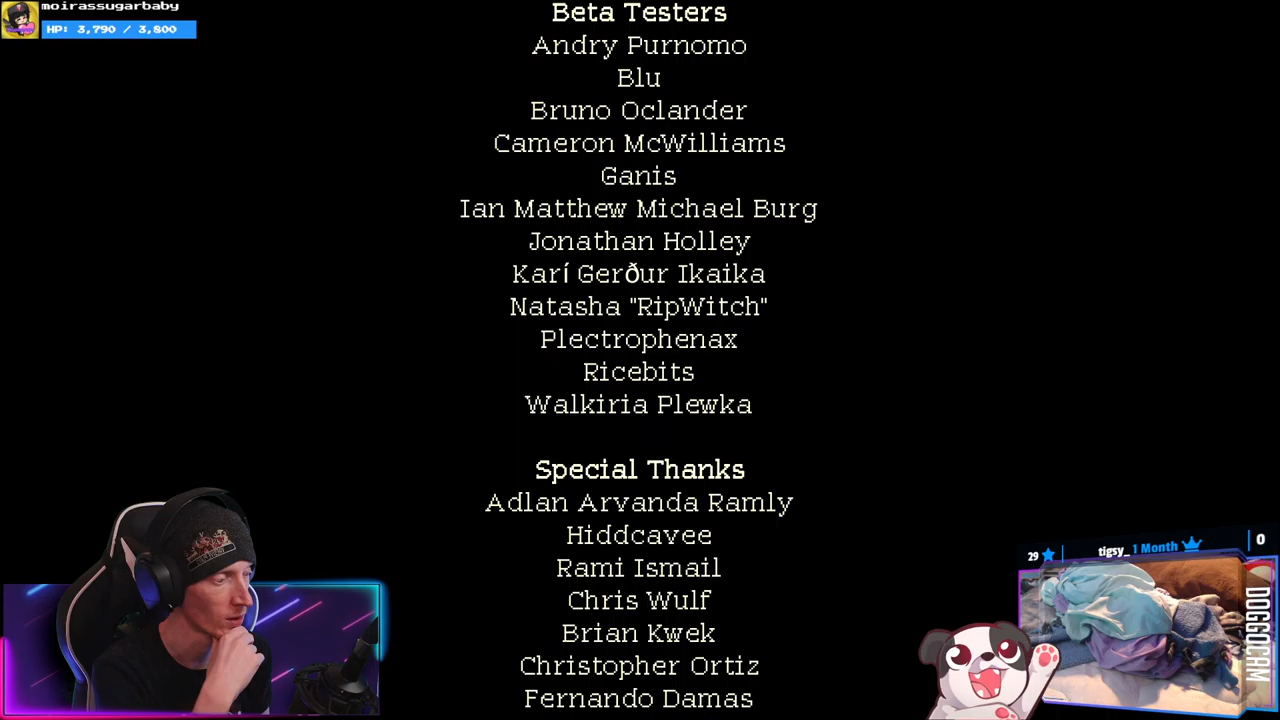 moirassugarbaby
HP: 3,790 / 3,800
Beta Testers
Andry Purnomo
Blu
Bruno Oclander
Cameron McWilliams
Ganis
Ian Matthew Michael Burg
Jonathan Holley
Karí Gerður Ikaika
Natasha "RipWitch"
Plectrophenax
Ricebits
Walkiria Plewka
Special Thanks
Adlan Arvanda Ramly
Hiddcavee
Rami Ismail
Chris Wulf
Brian Kwek
Christopher Ortiz
Fernando Damas
29
tigsy_ 1 Month
0
DOGGOCAM